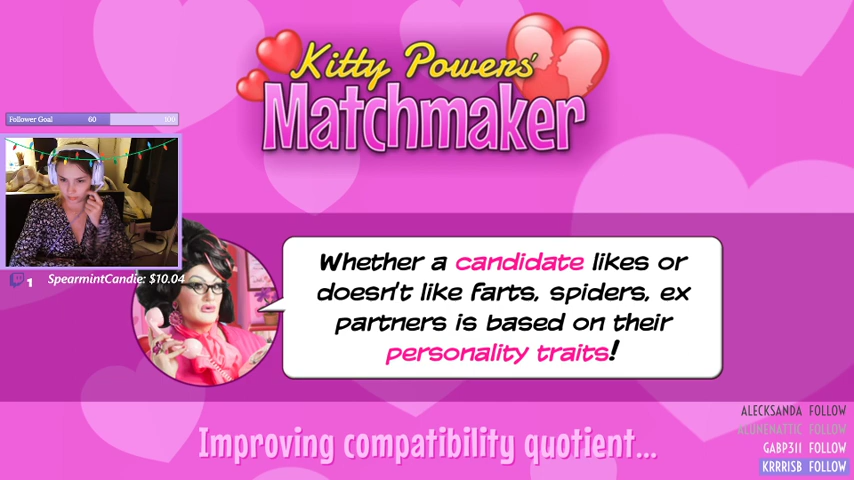 Kitty Powers'
Matchmaker
Follower Goal 60 100
1 SpearmintCandie: $10.04
Whether a candidate likes or
doesn't like farts, spiders, ex
partners is based on their
personality traits!
Improving compatibility quotient...
ALECKSANDA FOLLOW
ALUNENATTIC FOLLOW
GABP311 FOLLOW
KRRRISB FOLLOW